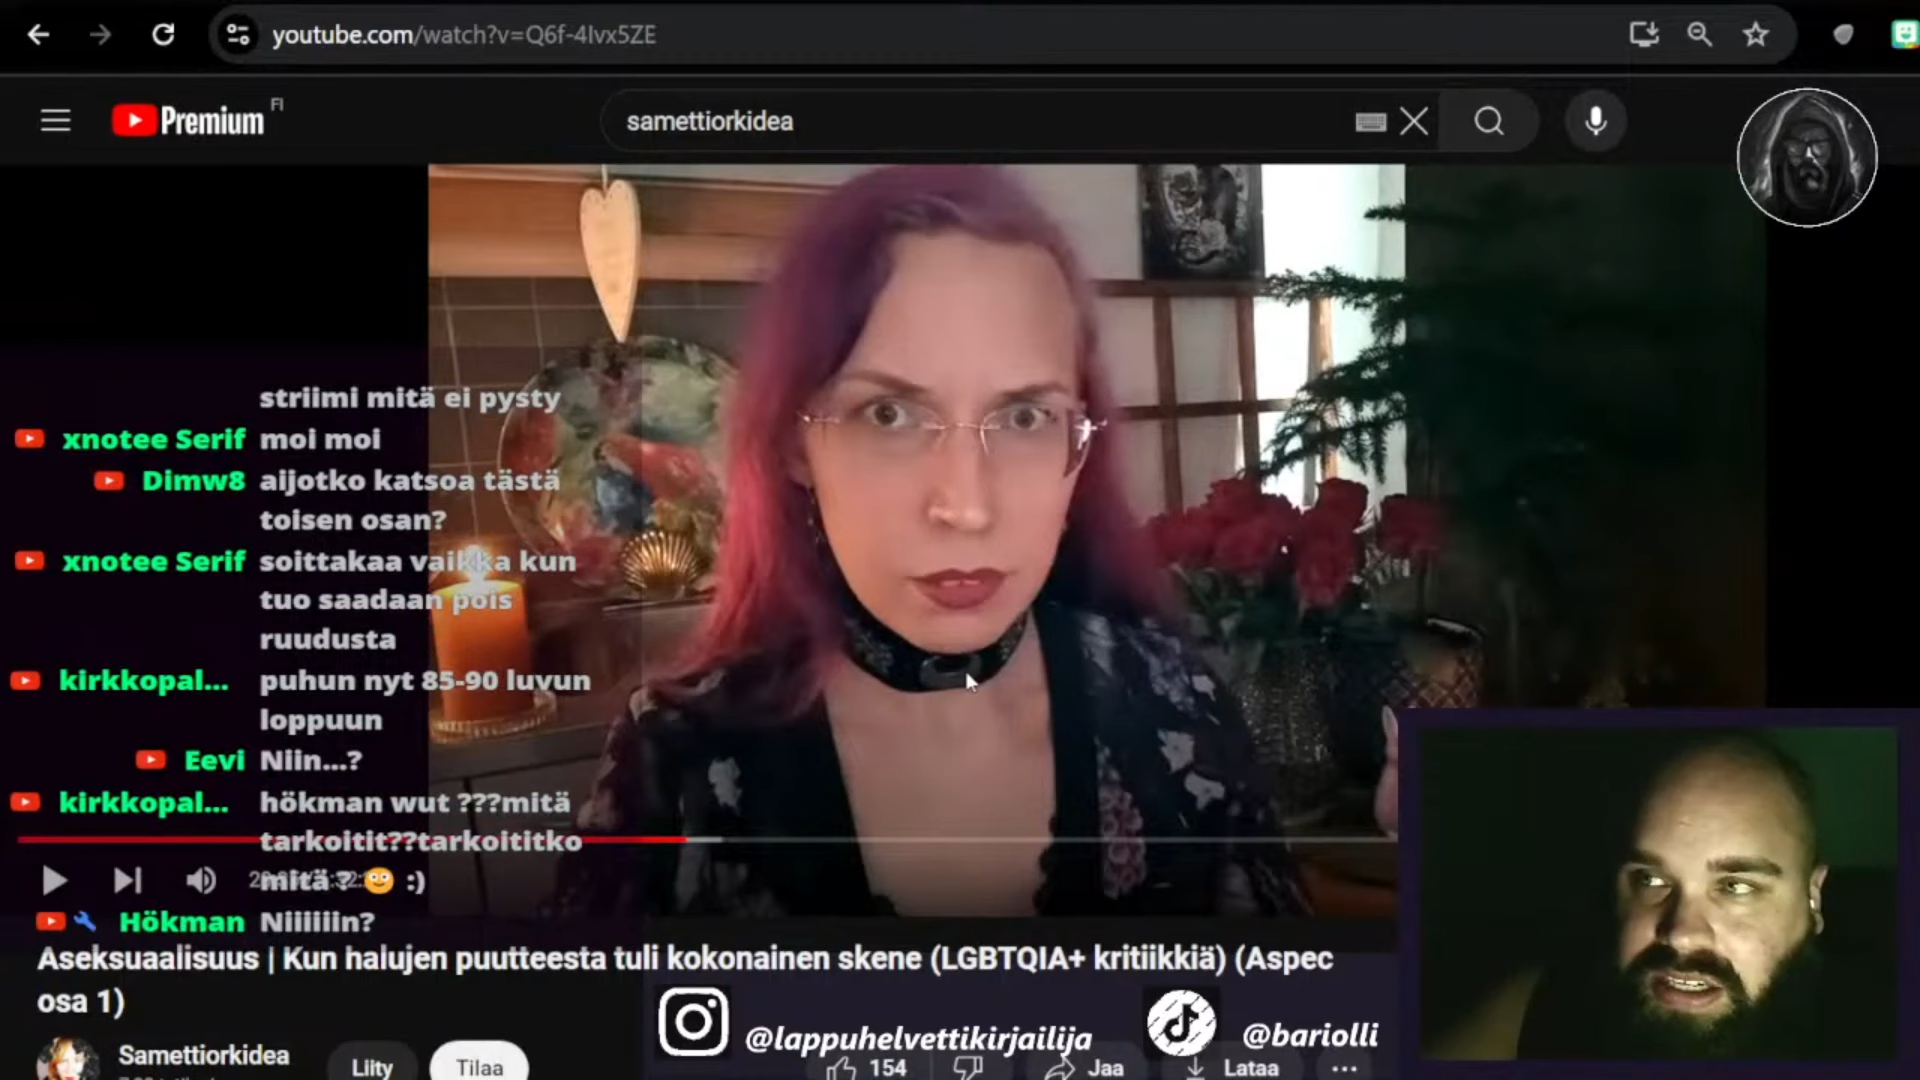 youtube.com/watch?v=Q6f-4lvx5ZE
Premium FI
samettiorkidea
striimi mitä ei pysty
xnotee Serif moi moi
Dimw8 aijotko katsoa tästä
toisen osan?
xnotee Serif soittakaa vaikka kun
tuo saadaan pois
ruudusta
kirkkopal... puhun nyt 85-90 luvun
loppuun
Eevi Niin...?
kirkkopal... hökman wut ???mitä
tarkoitit??tarkoititko
mitä ? :)
Hökman Niiiiiin?
Aseksuaalisuus | Kun halujen puutteesta tuli kokonainen skene (LGBTQIA+ kritiikkiä) (Aspec
osa 1)
@lappuhelvettikirjailija
@bariolli
Samettiorkidea
Liity
Tilaa
154
Jaa
Lataa